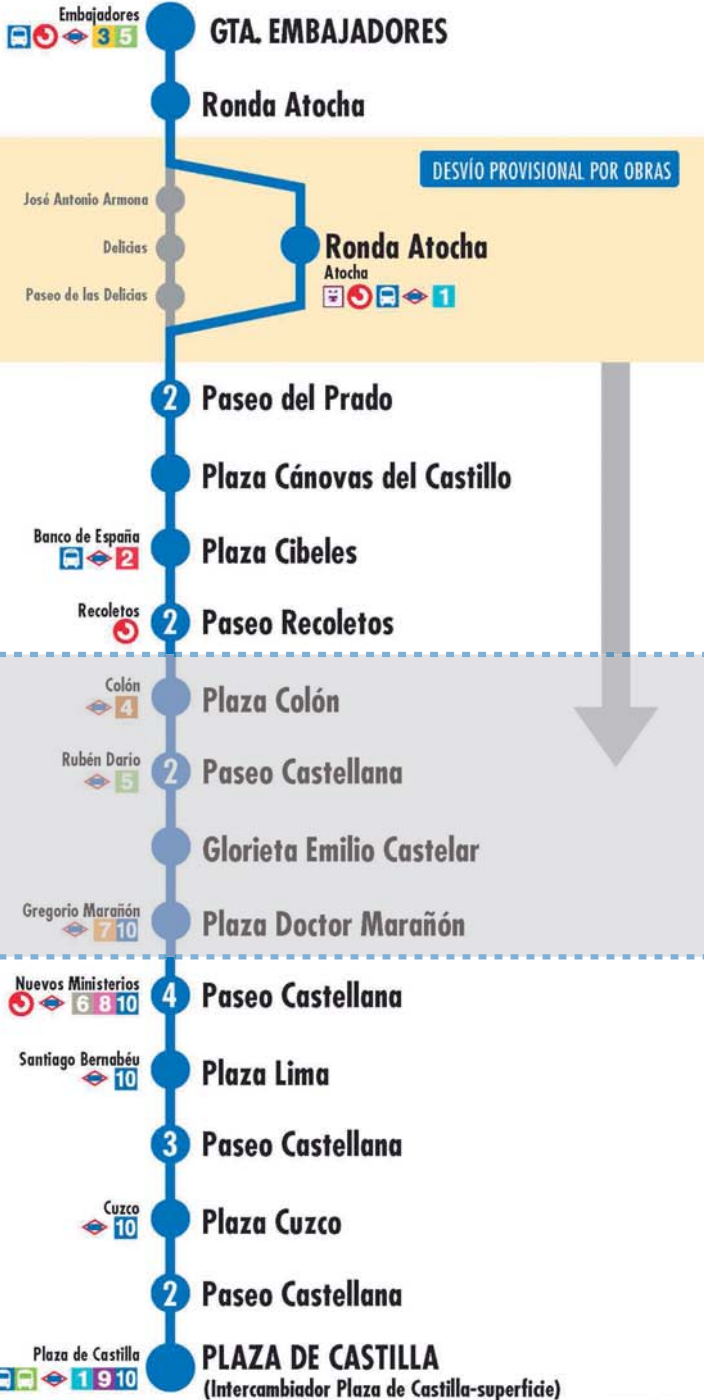 Embajadores
3 5
GTA. EMBAJADORES
Ronda Atocha
DESVÍO PROVISIONAL POR OBRAS
José Antonio Armona
Delicias
Paseo de las Delicias
Ronda Atocha
Atocha
1
2 Paseo del Prado
Plaza Cánovas del Castillo
Banco de España
2
Plaza Cibeles
Recoletos
2 Paseo Recoletos
Colón
4
Plaza Colón
Rubén Dario
5
2 Paseo Castellana
Glorieta Emilio Castelar
Gregorio Marañón
7 10
Plaza Doctor Marañón
Nuevos Ministerios
6 8 10
4 Paseo Castellana
Santiago Bernabéu
10
Plaza Lima
3 Paseo Castellana
Cuzco
10
Plaza Cuzco
2 Paseo Castellana
Plaza de Castilla
1 9 10
PLAZA DE CASTILLA
(Intercambiador Plaza de Castilla-superficie)